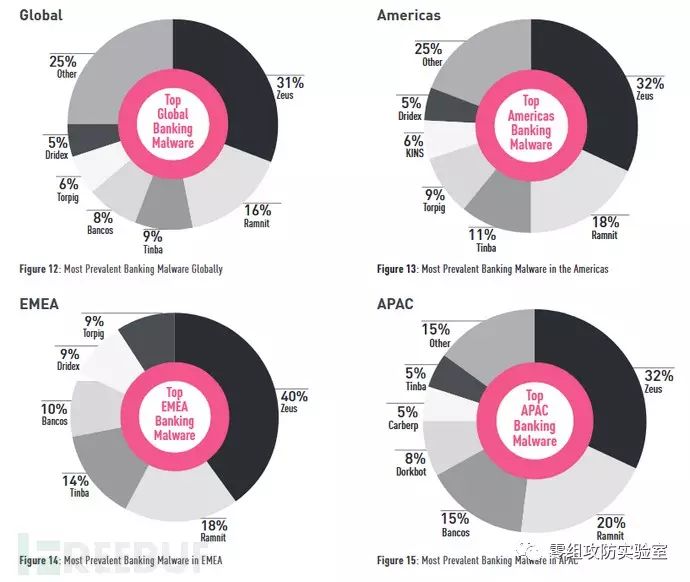 Global
25%
Other
31%
Zeus
Top
Global
Banking
Malware
5%
Dridex
6%
Torpig
8%
Bancos
9%
Tinba
16%
Ramnit
Figure 12: Most Prevalent Banking Malware Globally
Americas
25%
Other
32%
Zeus
Top
Americas
Banking
Malware
5%
Dridex
6%
KINS
9%
Torpig
11%
Tinba
18%
Ramnit
Figure 13: Most Prevalent Banking Malware in the Americas
EMEA
9%
Torpig
9%
Dridex
40%
Zeus
Top
EMEA
Banking
Malware
10%
Bancos
14%
Tinba
18%
Ramnit
Figure 14: Most Prevalent Banking Malware in EMEA
REEBUF
APAC
15%
Other
5%
Tinba
32%
Zeus
Top
APAC
Banking
Malware
5%
Carberp
8%
Dorkbot
15%
Bancos
20%
Ramnit
Figure 15: Most Prevalent Banking Malware in APAC
零组攻防实验室